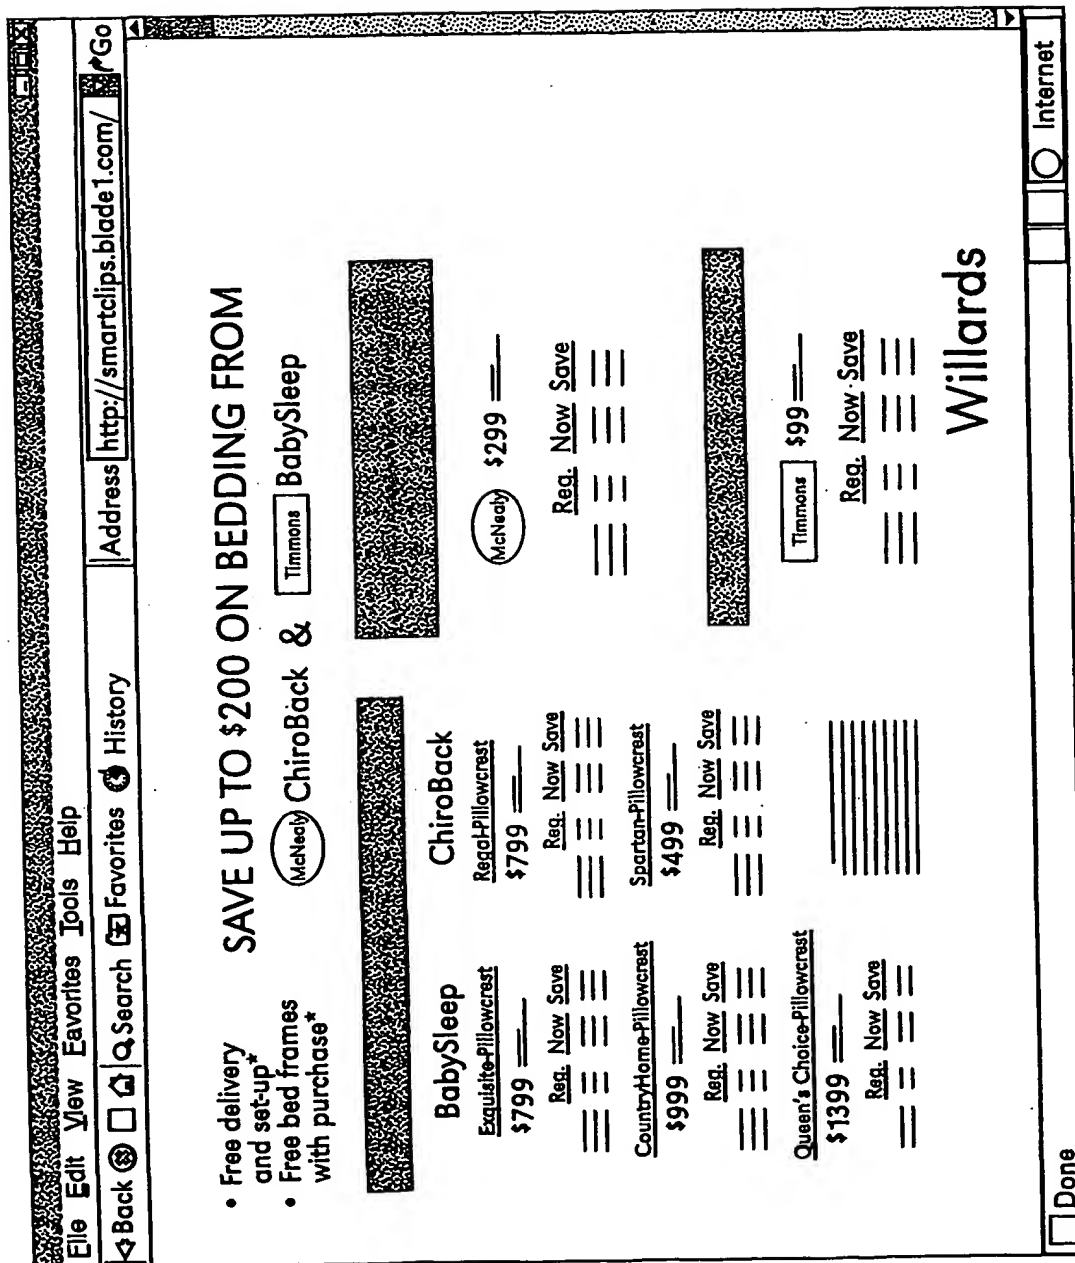 File Edit View Favorites Tools Help
Back Search Favorites History Address http://smartclips.blade1.com/ Go
• Free delivery and set-up*
• Free bed frames with purchase*
SAVE UP TO $200 ON BEDDING FROM
McNealy ChiroBack & Timmons BabySleep
BabySleep
Exquisite-Pillowcrest
$799
Reg. Now Save
CountryHome-Pillowcrest
$999
Reg. Now Save
Queen's Choice-Pillowcrest
$1399
Reg. Now Save
ChiroBack
Regal-Pillowcrest
$799
Reg. Now Save
Spartan-Pillowcrest
$499
Reg. Now Save
McNealy $299
Reg. Now Save
Timmons $99
Reg. Now Save
Willards
Done Internet